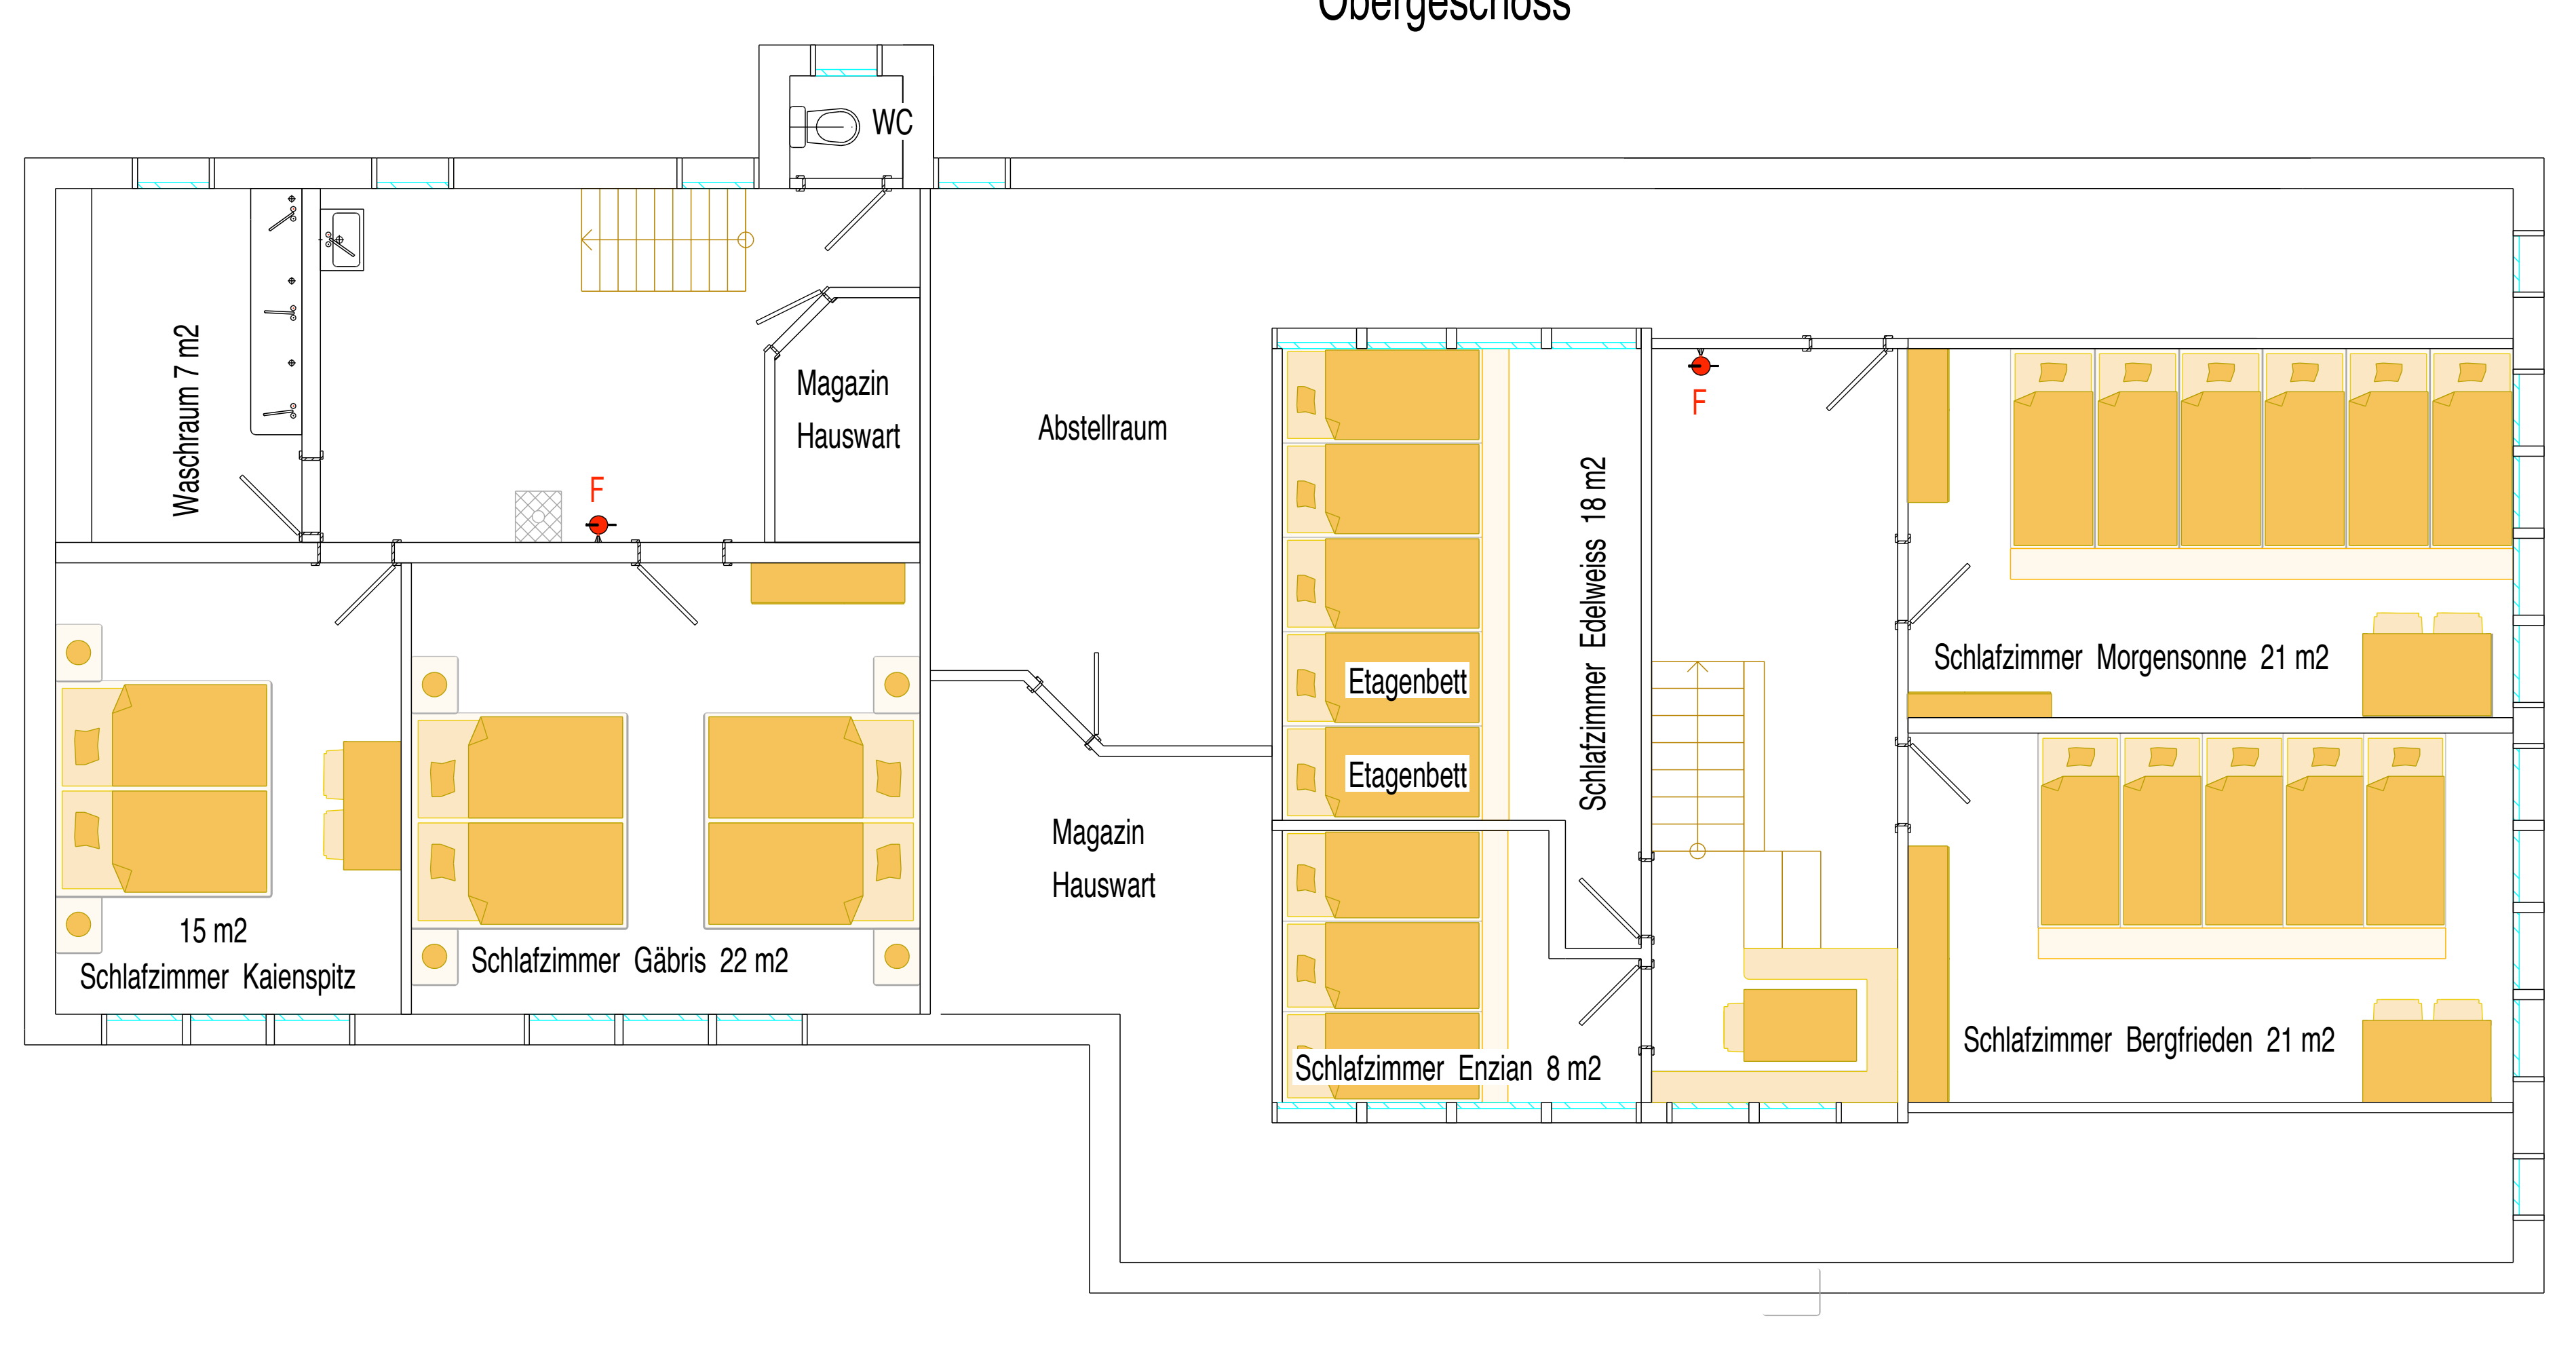 Obergeschoss
WC
Waschraum 7 m2
Magazin
Hauswart
F
Abstellraum
F
Schlafzimmer Edelweiss 18 m2
Etagenbett
Etagenbett
Schlafzimmer Morgensonne 21 m2
Magazin
Hauswart
15 m2
Schlafzimmer Kaienspitz
Schlafzimmer Gäbris 22 m2
Schlafzimmer Enzian 8 m2
Schlafzimmer Bergfrieden 21 m2